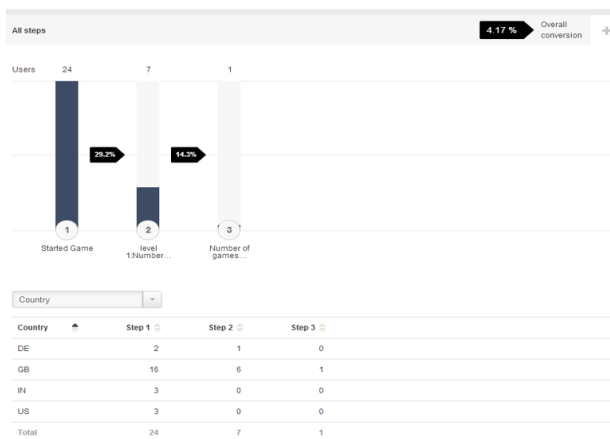 All steps
4.17 %
Overall
conversion
Users 24 7 1
29.2%
14.3%
1 2 3
Started Game
level
1:Number...
Number of
games...
Country
Country Step 1 Step 2 Step 3
DE 2 1 0
GB 16 6 1
IN 3 0 0
US 3 0 0
Total 24 7 1